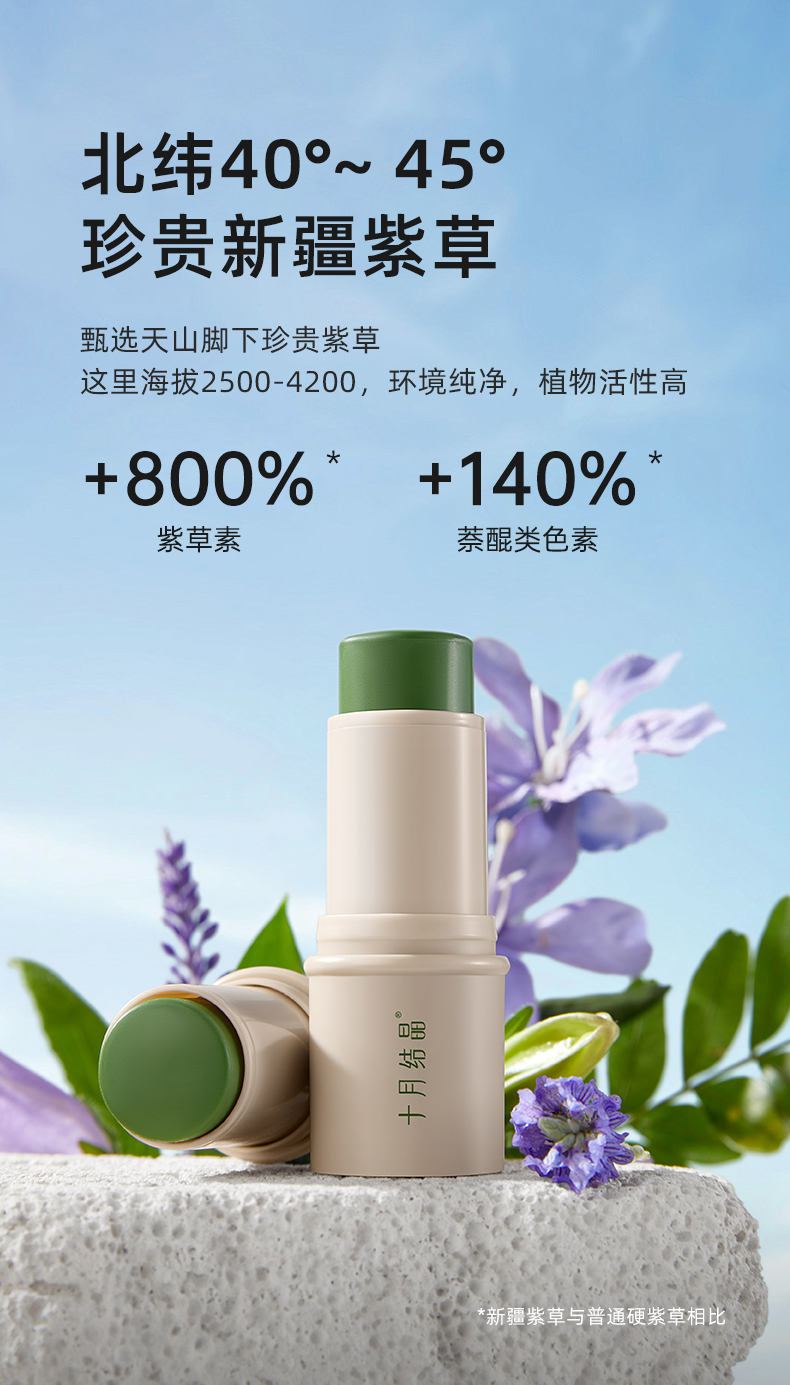 北纬40°~ 45°
珍贵新疆紫草
甄选天山脚下珍贵紫草
这里海拔2500-4200，环境纯净，植物活性高
+800%*
紫草素
+140%*
萘醌类色素
十月结晶®
*新疆紫草与普通硬紫草相比